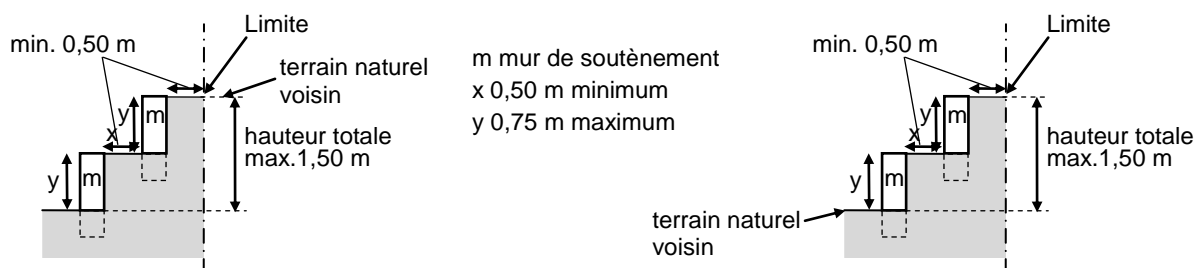 Limite
min. 0,50 m
terrain naturel
voisin
y
m
x
hauteur totale
max.1,50 m
y
m
m mur de soutènement
x 0,50 m minimum
y 0,75 m maximum
Limite
min. 0,50 m
y
m
x
hauteur totale
max.1,50 m
y
m
terrain naturel
voisin